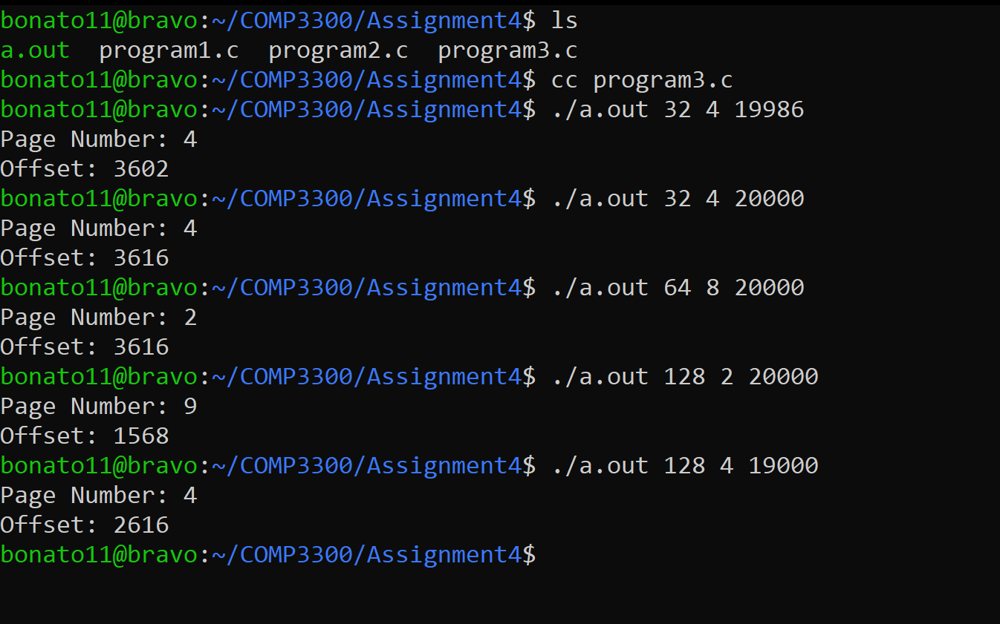 bonato11@bravo:~/COMP3300/Assignment4$ ls
a.out  program1.c  program2.c  program3.c
bonato11@bravo:~/COMP3300/Assignment4$ cc program3.c
bonato11@bravo:~/COMP3300/Assignment4$ ./a.out 32 4 19986
Page Number: 4
Offset: 3602
bonato11@bravo:~/COMP3300/Assignment4$ ./a.out 32 4 20000
Page Number: 4
Offset: 3616
bonato11@bravo:~/COMP3300/Assignment4$ ./a.out 64 8 20000
Page Number: 2
Offset: 3616
bonato11@bravo:~/COMP3300/Assignment4$ ./a.out 128 2 20000
Page Number: 9
Offset: 1568
bonato11@bravo:~/COMP3300/Assignment4$ ./a.out 128 4 19000
Page Number: 4
Offset: 2616
bonato11@bravo:~/COMP3300/Assignment4$